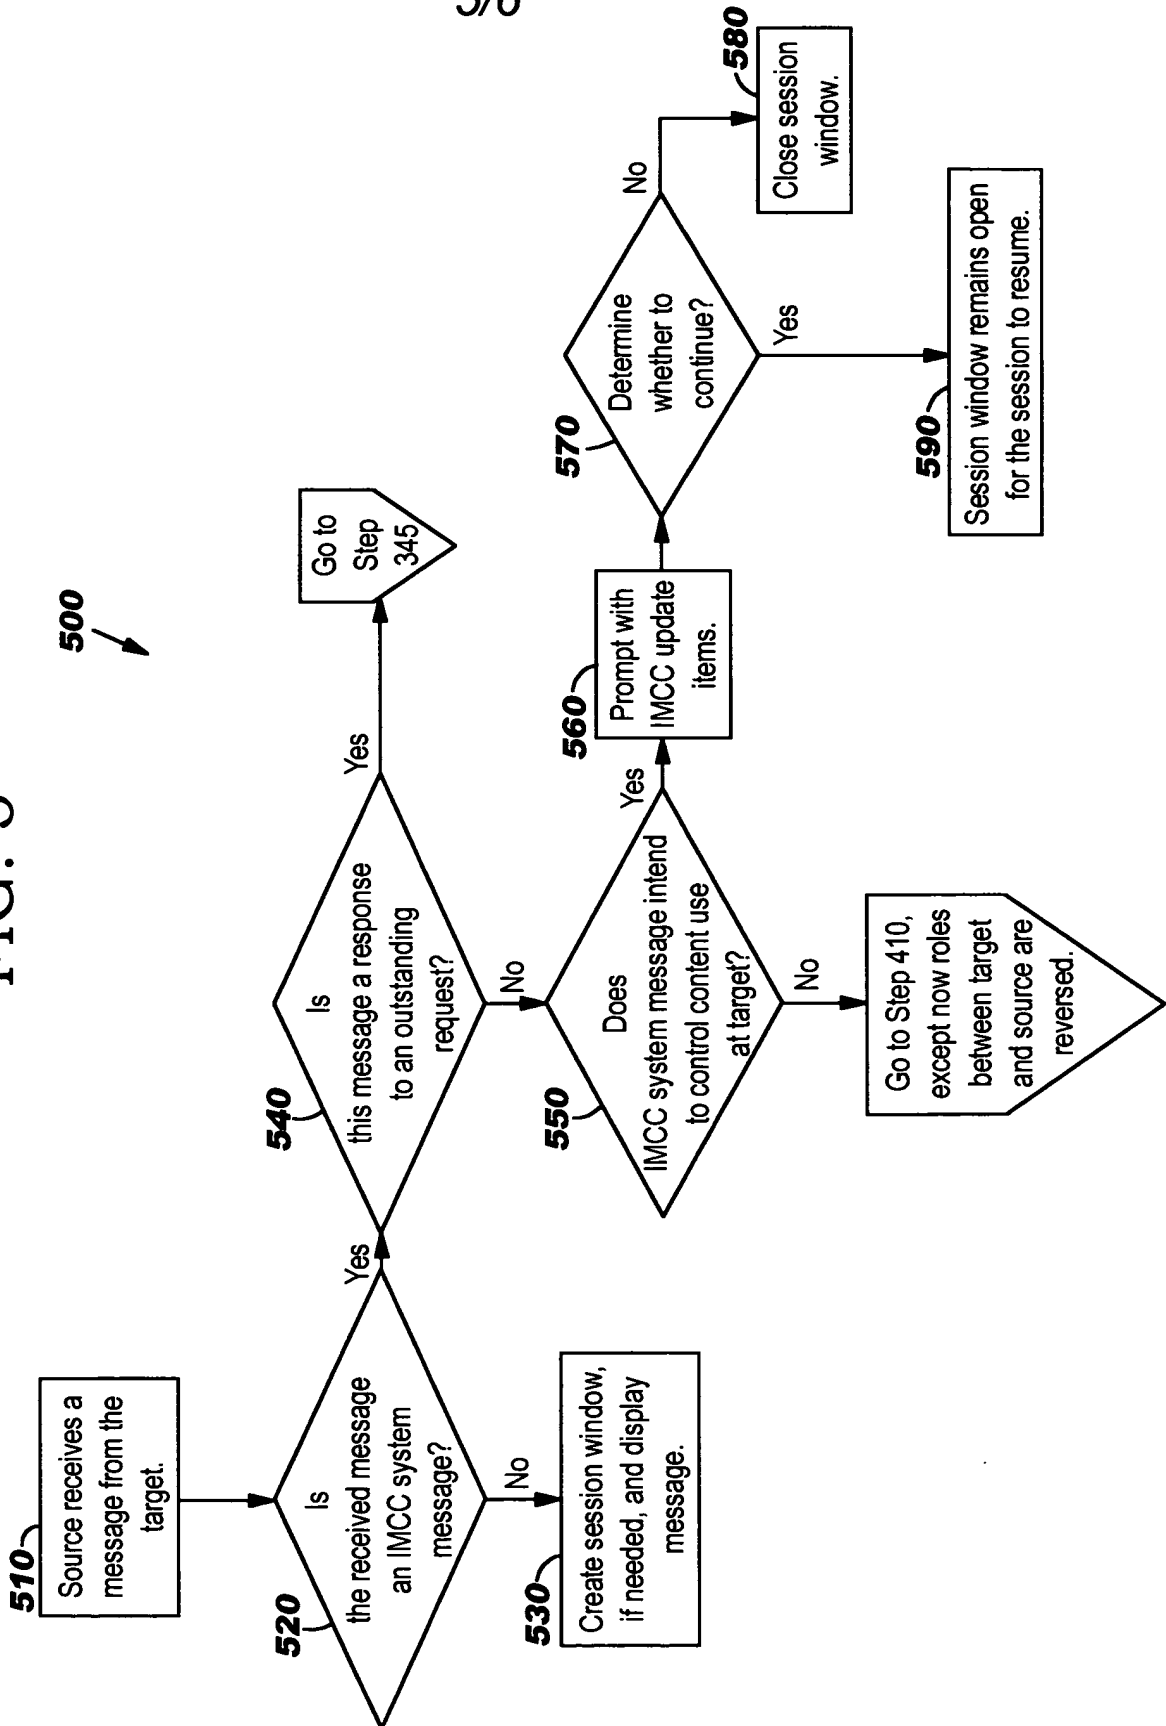 5/6
FIG. 5
500
510
Source receives a
message from the
target.
520
Is
the received message
an IMCC system
message?
Yes
No
530
Create session window,
if needed, and display
message.
540
Is
this message a response
to an outstanding
request?
Yes
Go to
Step
345
No
550
Does
IMCC system message intend
to control content use
at target?
Yes
No
Go to Step 410,
except now roles
between target
and source are
reversed.
560
Prompt with
IMCC update
items.
570
Determine
whether to
continue?
No
580
Close session
window.
Yes
590
Session window remains open
for the session to resume.